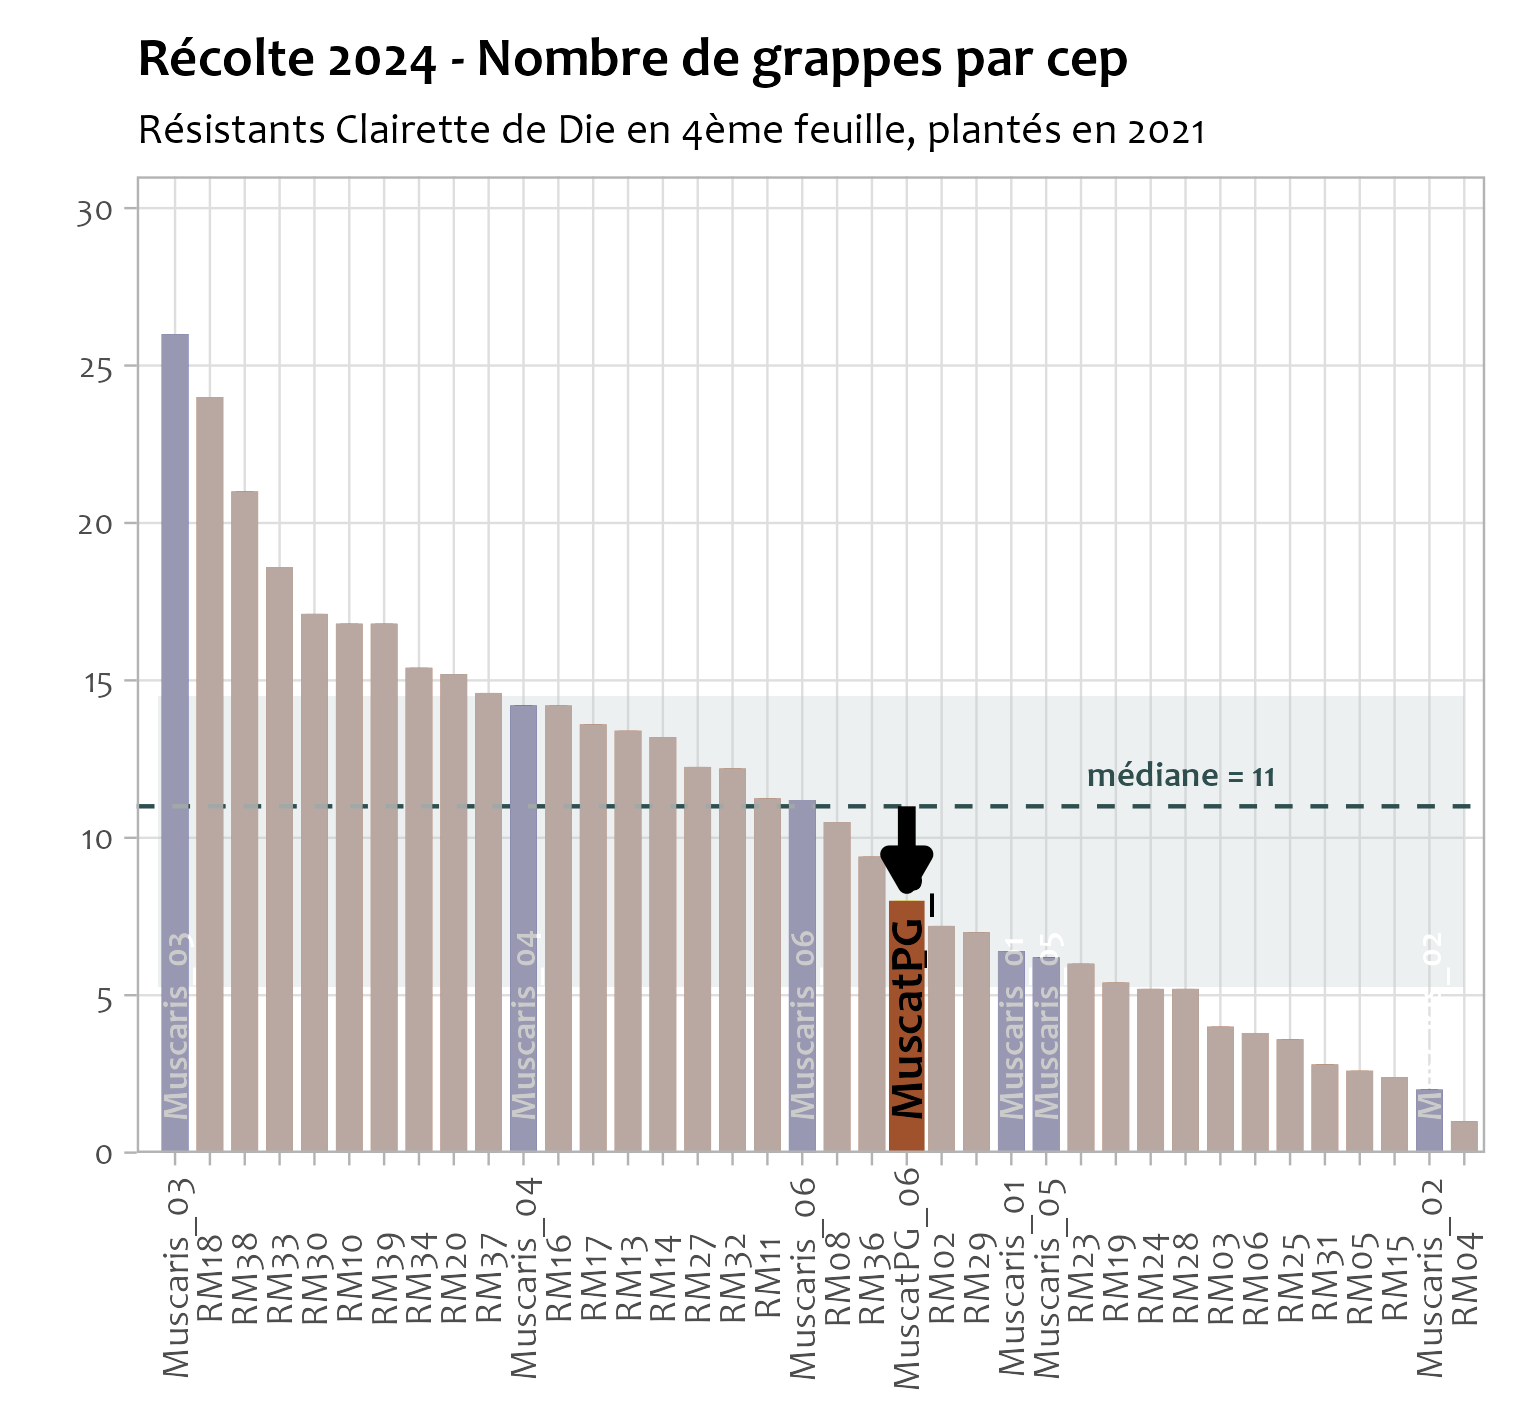 Récolte 2024 - Nombre de grappes par cep
Résistants Clairette de Die en 4ème feuille, plantés en 2021
30
25
20
15
10
5
0
médiane = 11
Muscaris_03
Muscaris_04
Muscaris_06
MuscatPG_
Muscaris_01
Muscaris_05
M
_02
Muscaris_03
RM18
RM38
RM33
RM30
RM10
RM39
RM34
RM20
RM37
Muscaris_04
RM16
RM17
RM13
RM14
RM27
RM32
RM11
Muscaris_06
RM08
RM36
MuscatPG_06
RM02
RM29
Muscaris_01
Muscaris_05
RM23
RM19
RM24
RM28
RM03
RM06
RM25
RM31
RM05
RM15
Muscaris_02
RM04